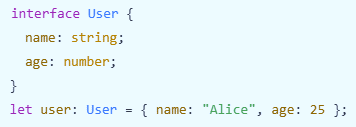 interface User {
  name: string;
  age: number;
}
let user: User = { name: "Alice", age: 25 };